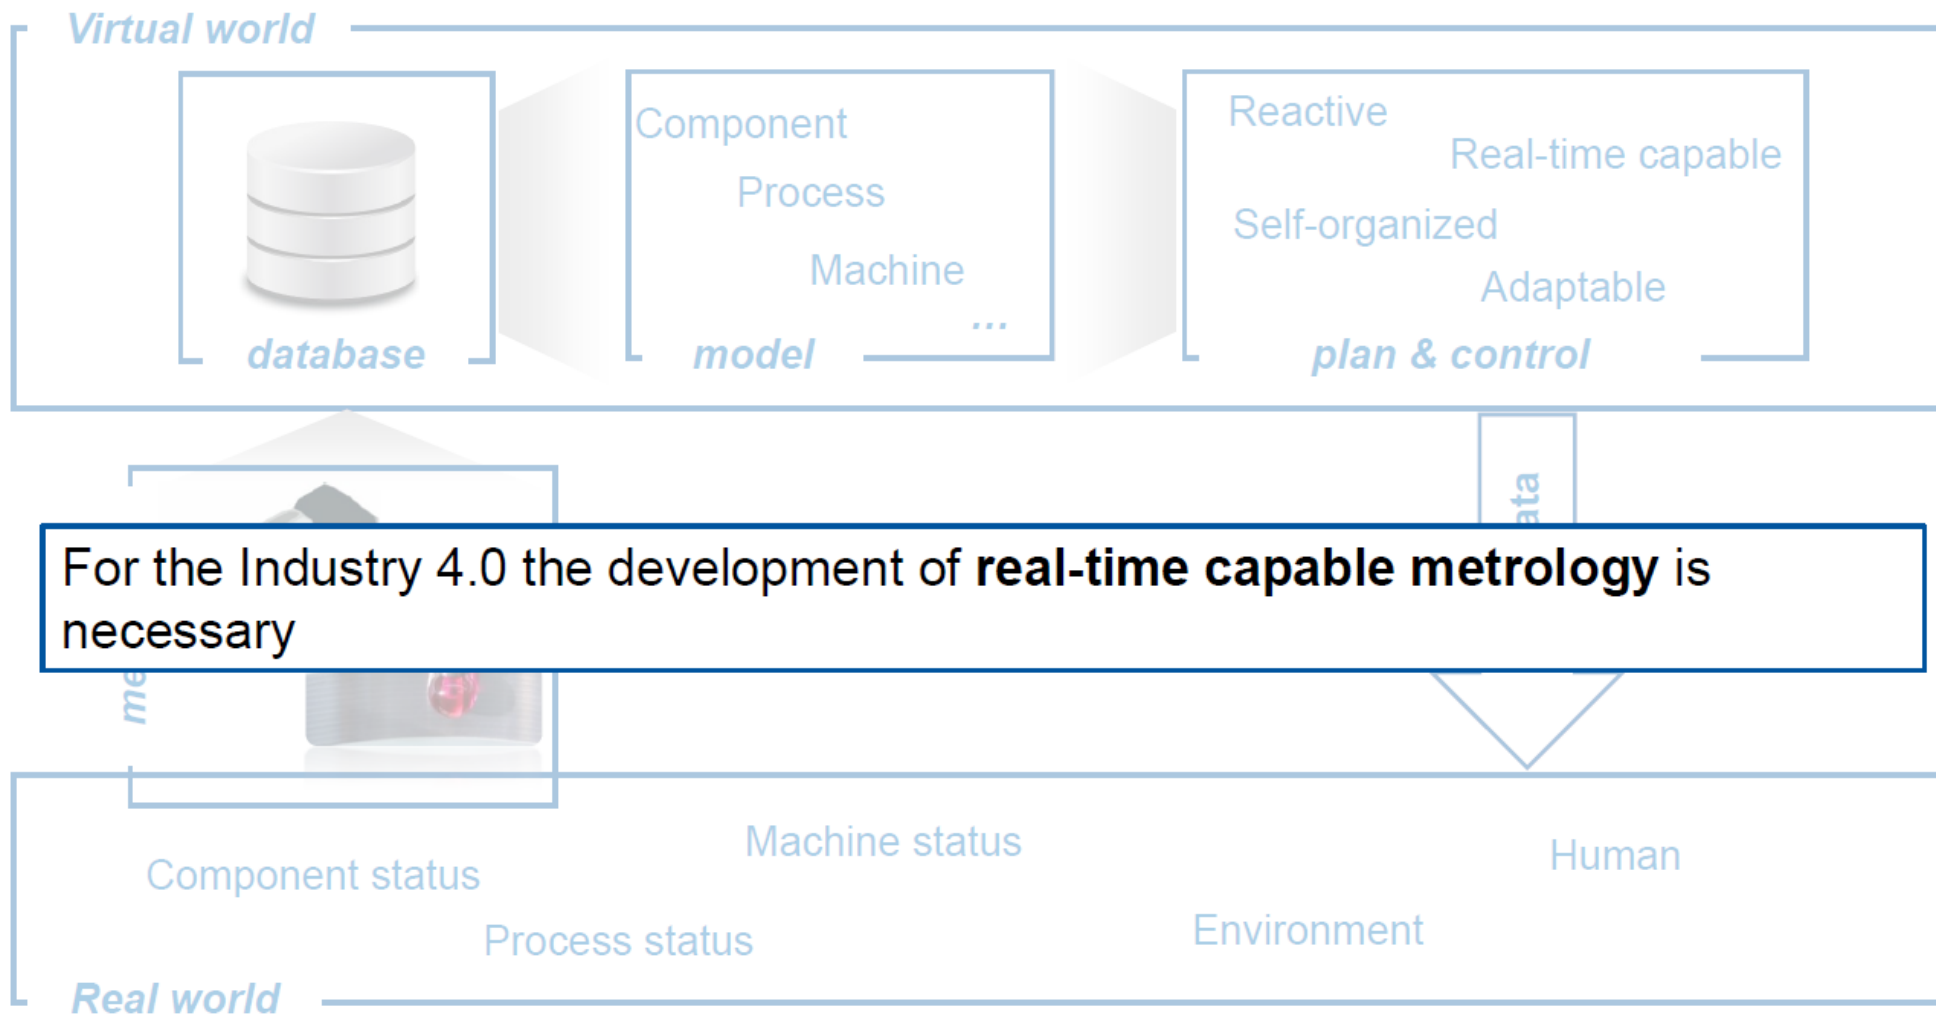 Virtual world
Component
Process
Machine
...
database
model
Reactive
Real-time capable
Self-organized
Adaptable
plan & control
For the Industry 4.0 the development of real-time capable metrology is
necessary
Machine status
Human
Component status
Environment
Process status
Real world